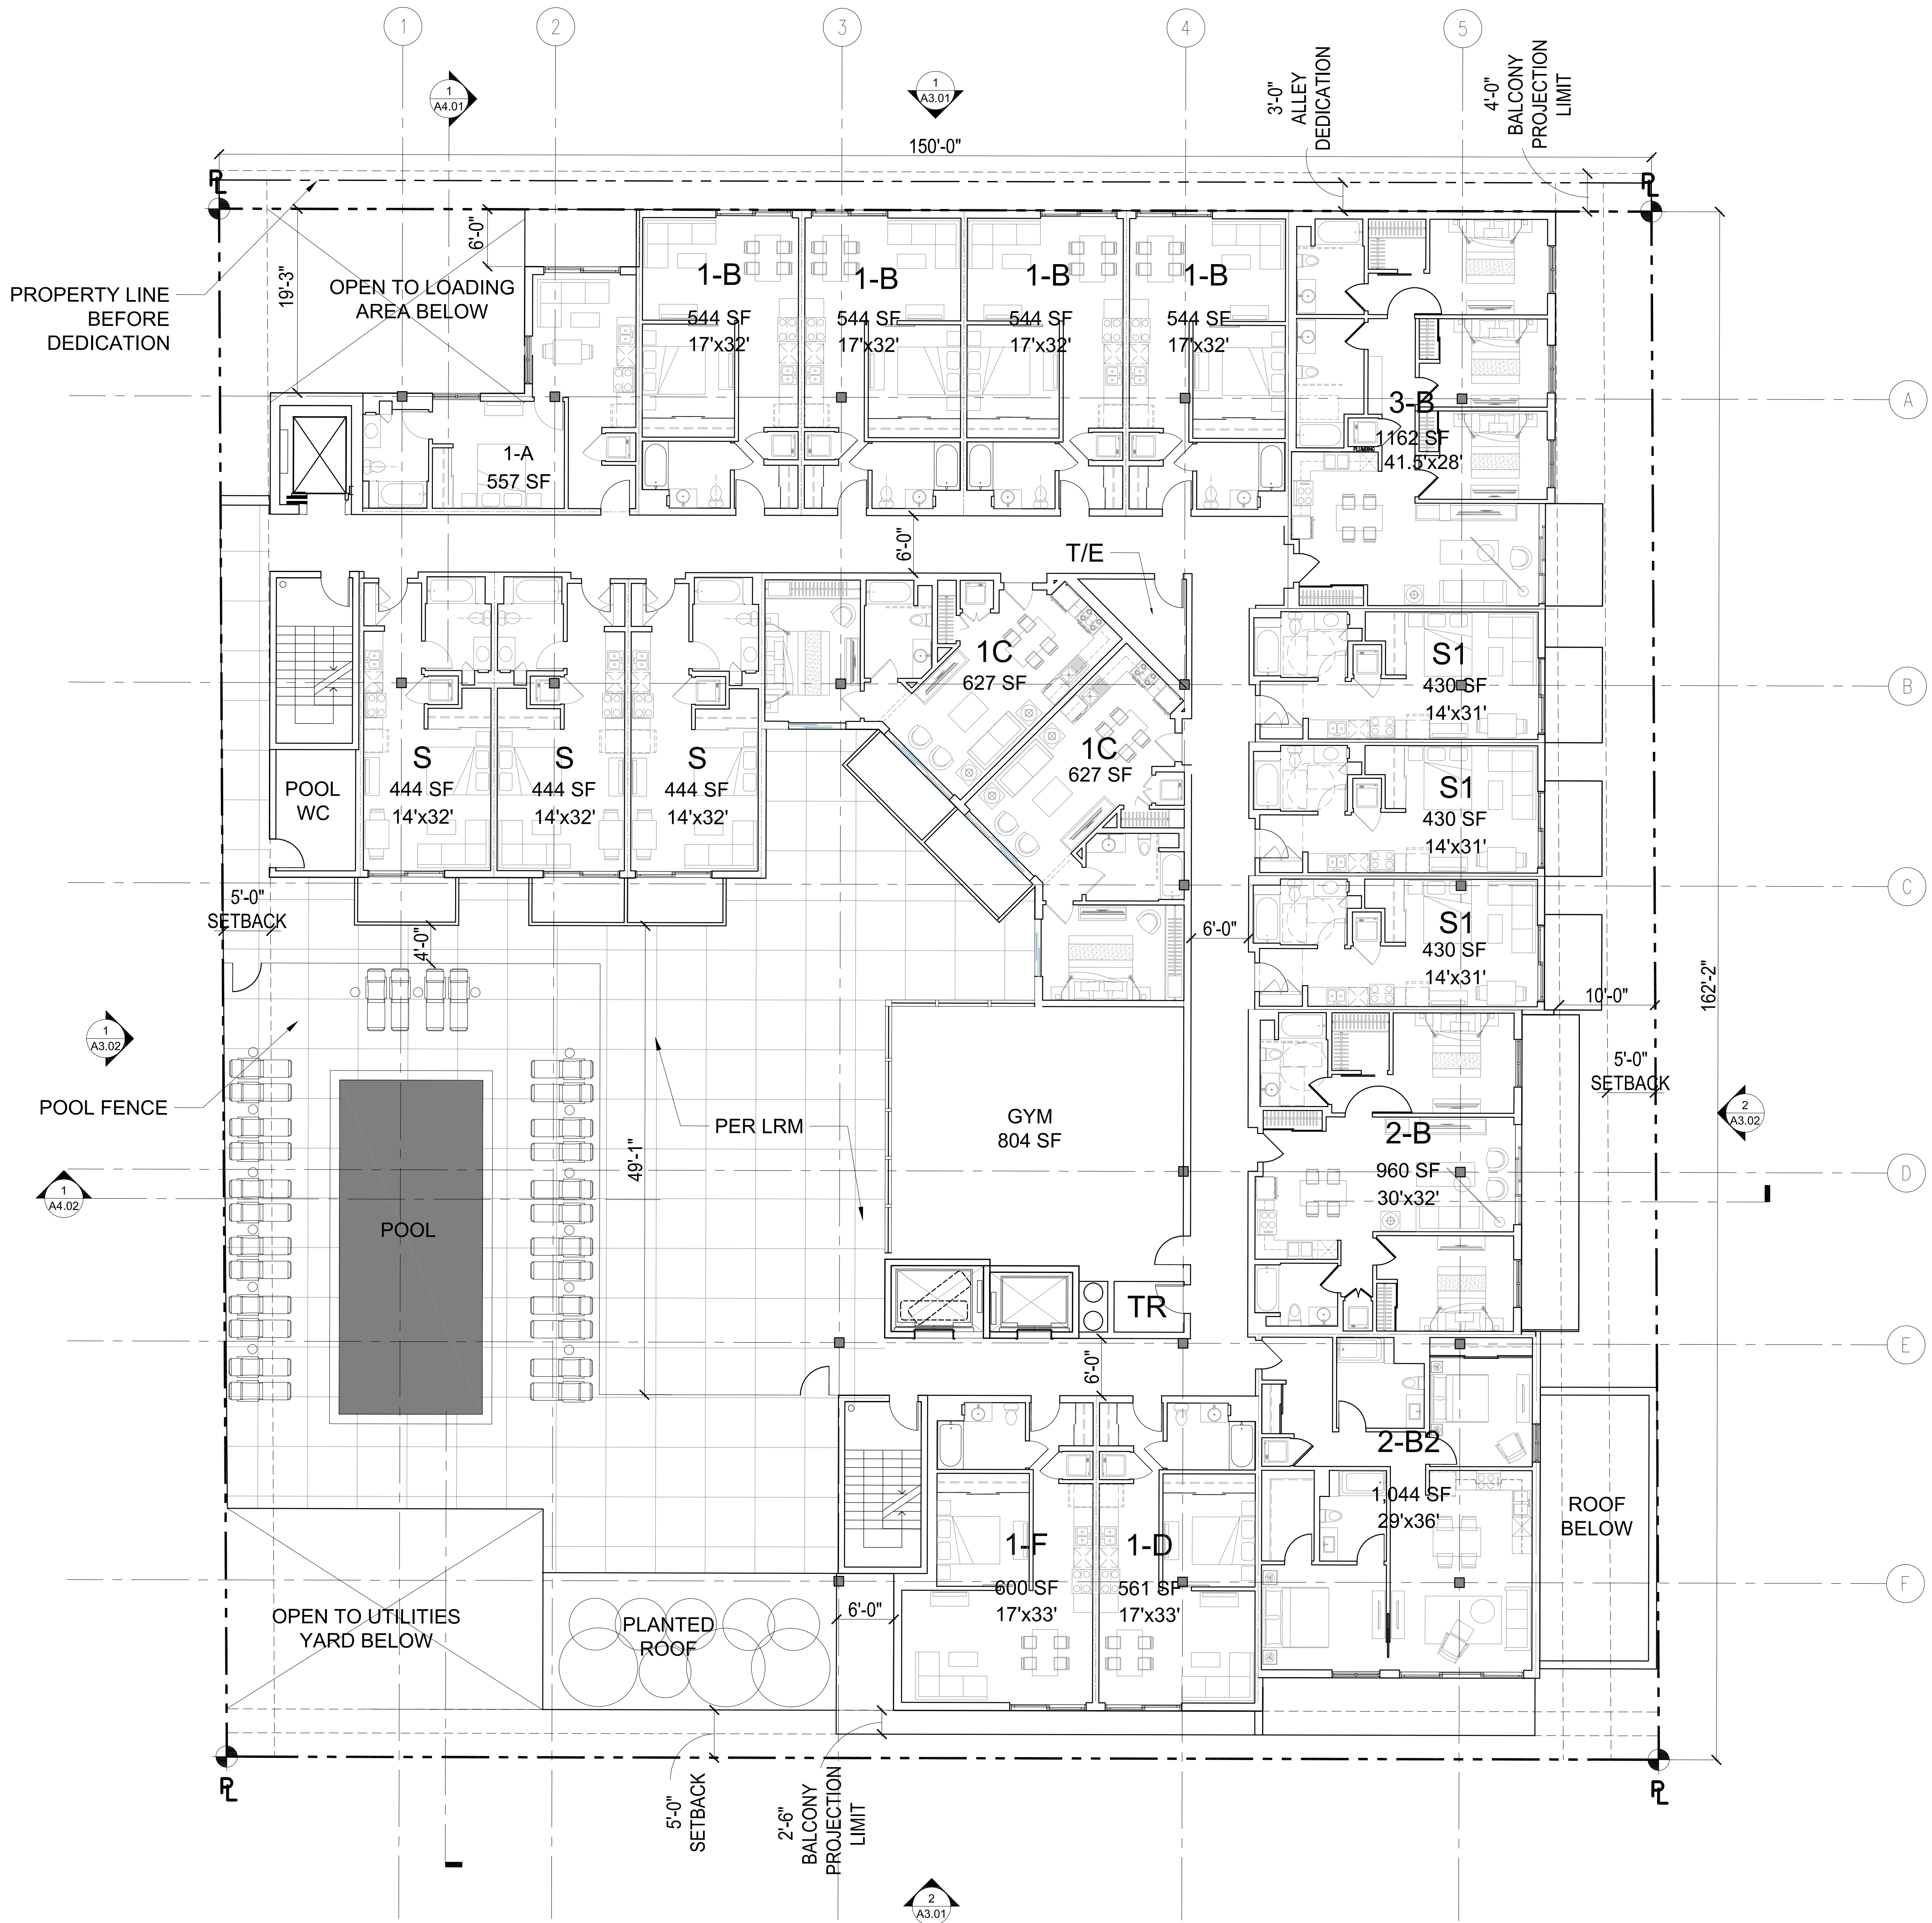 1
2
3
4
5
1
A4.01
1
A3.01
3'-0"
ALLEY
DEDICATION
4'-0"
BALCONY
PROJECTION
LIMIT
150'-0"
PL
PL
PROPERTY LINE
BEFORE
DEDICATION
19'-3"
6'-0"
OPEN TO LOADING
AREA BELOW
1-B
544 SF
17'x32'
1-B
544 SF
17'x32'
1-B
544 SF
17'x32'
1-B
544 SF
17'x32'
A
3-B
1162 SF
PLUMBING
41.5'x28'
1-A
557 SF
6'-0"
T/E
1C
627 SF
1C
627 SF
S1
430 SF
14'x31'
B
S
444 SF
14'x32'
S
444 SF
14'x32'
S
444 SF
14'x32'
POOL
WC
S1
430 SF
14'x31'
C
5'-0"
SETBACK
4'-0"
6'-0"
S1
430 SF
14'x31'
10'-0"
162'-2"
1
A3.02
5'-0"
SETBACK
POOL FENCE
PER LRM
GYM
804 SF
2
A3.02
2-B
960 SF
30'x32'
D
49'-1"
1
A4.02
POOL
TR
E
6'-0"
2-B2
1,044 SF
29'x36'
ROOF
BELOW
1-F
600 SF
17'x33'
1-D
561 SF
17'x33'
F
OPEN TO UTILITIES
YARD BELOW
PLANTED
ROOF
6'-0"
PL
PL
5'-0"
SETBACK
2'-6"
BALCONY
PROJECTION
LIMIT
2
A3.01